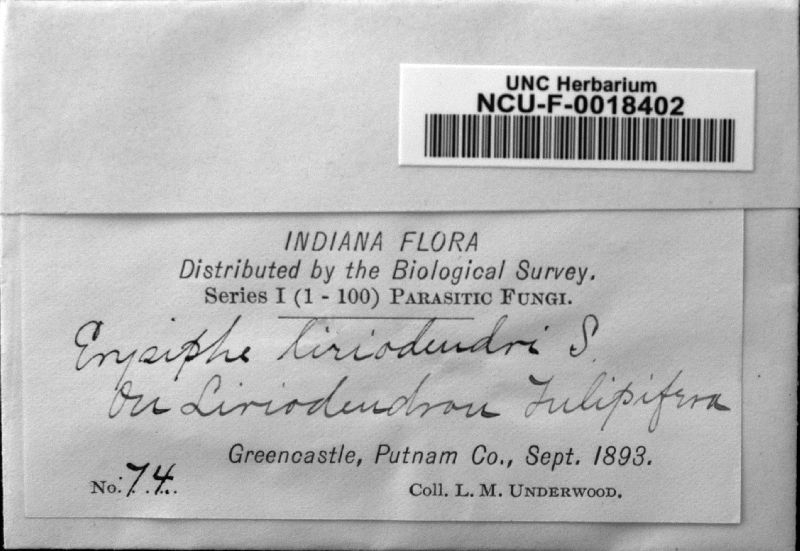 UNC Herbarium
NCU-F-0018402
INDIANA FLORA
Distributed by the Biological Survey.
Series I (1 - 100) PARASITIC FUNGI.
Erysiphe liriodendri S.
On Liriodendron Tulipifera
Greencastle, Putnam Co., Sept. 1893.
No. 74.
Coll. L. M. UNDERWOOD.